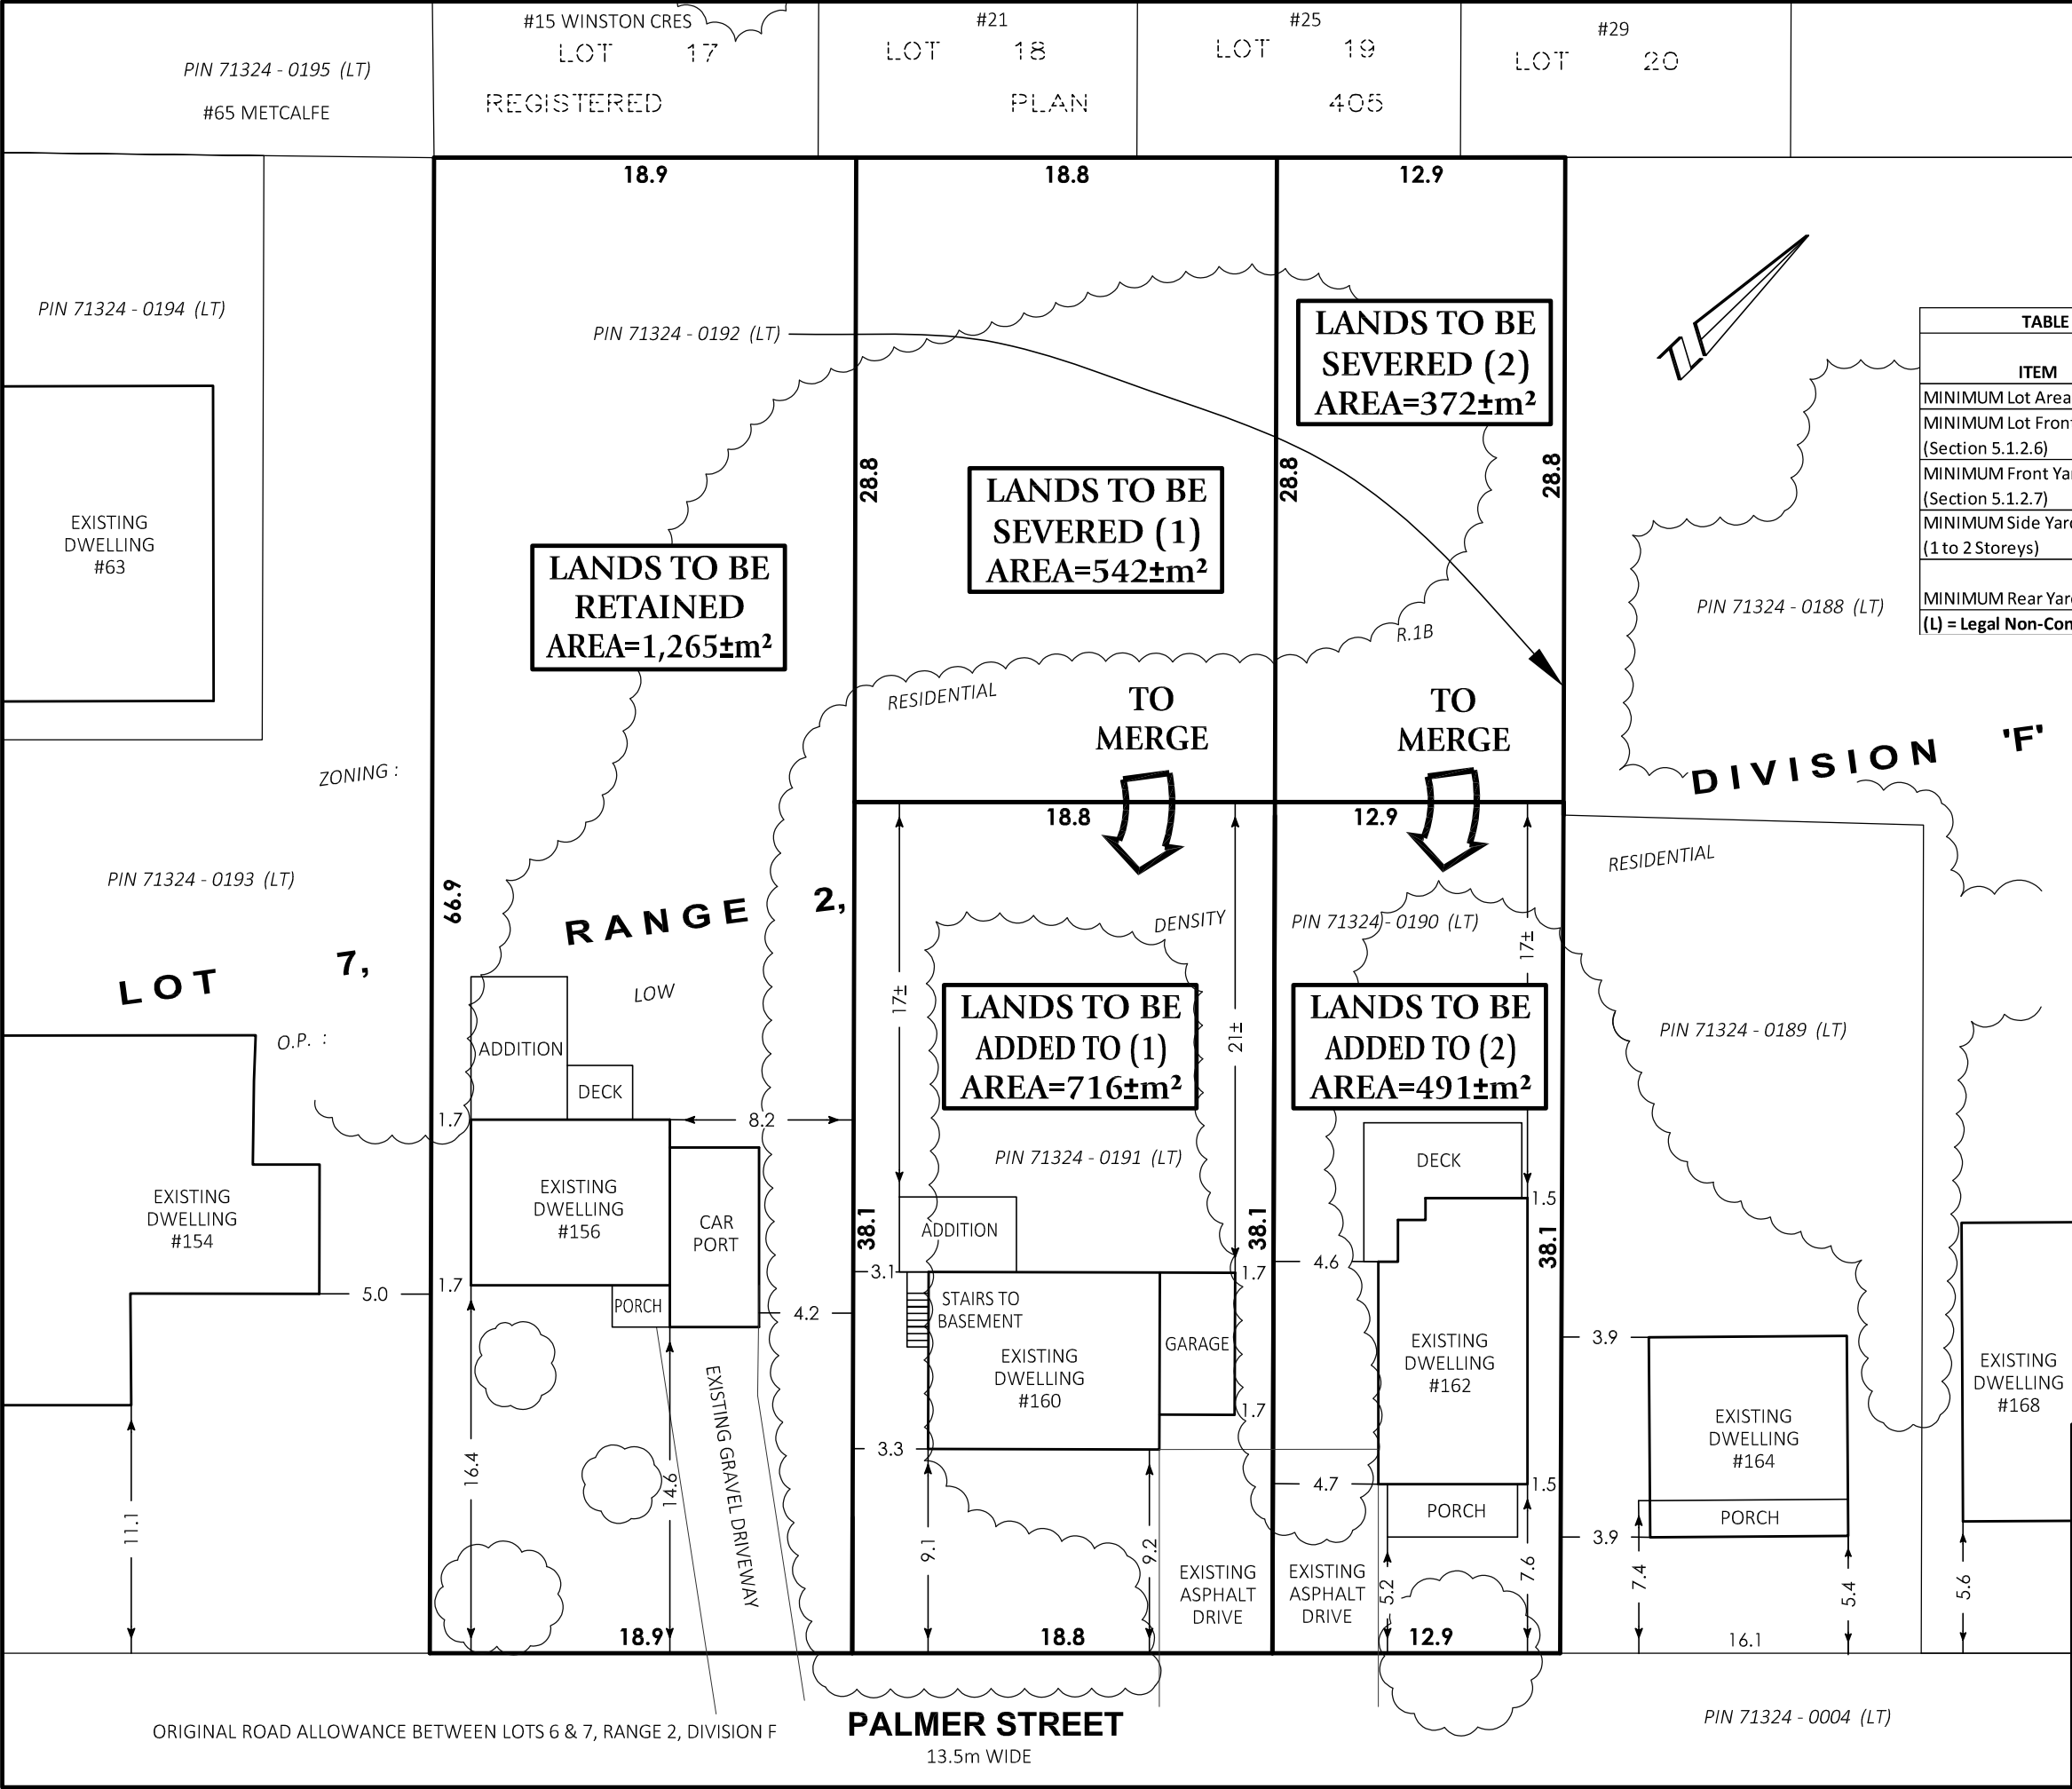 #15 WINSTON CRES
LOT 17
#21
LOT 18
#25
LOT 19
#29
LOT 20
REGISTERED PLAN 405
PIN 71324 - 0195 (LT)
#65 METCALFE
18.9
18.8
12.9
PIN 71324 - 0194 (LT)
PIN 71324 - 0192 (LT)
LANDS TO BE
SEVERED (2)
AREA=372±m²
TABLE
ITEM
MINIMUM Lot Area
MINIMUM Lot Fron
(Section 5.1.2.6)
MINIMUM Front Ya
(Section 5.1.2.7)
MINIMUM Side Yar
(1 to 2 Storeys)
MINIMUM Rear Yar
(L) = Legal Non-Con
28.8
28.8
28.8
LANDS TO BE
SEVERED (1)
AREA=542±m²
EXISTING
DWELLING
#63
LANDS TO BE
RETAINED
AREA=1,265±m²
PIN 71324 - 0188 (LT)
R.1B
RESIDENTIAL
TO
MERGE
TO
MERGE
ZONING :
DIVISION 'F'
18.8
12.9
RESIDENTIAL
PIN 71324 - 0193 (LT)
66.9
LOT 7, RANGE 2,
DENSITY
PIN 71324 - 0190 (LT)
17±
17±
21±
LOW
O.P. :
LANDS TO BE
ADDED TO (1)
AREA=716±m²
LANDS TO BE
ADDED TO (2)
AREA=491±m²
PIN 71324 - 0189 (LT)
ADDITION
DECK
1.7
8.2
PIN 71324 - 0191 (LT)
DECK
EXISTING
DWELLING
#154
EXISTING
DWELLING
#156
CAR
PORT
38.1
ADDITION
38.1
1.5
38.1
3.1
1.7
4.6
1.7
5.0
PORCH
4.2
STAIRS TO
BASEMENT
GARAGE
EXISTING
DWELLING
#160
EXISTING
DWELLING
#162
3.9
EXISTING
DWELLING
#164
EXISTING
DWELLING
#168
1.7
3.3
4.7
1.5
PORCH
PORCH
3.9
11.1
16.4
14.6
EXISTING GRAVEL DRIVEWAY
9.1
9.2
EXISTING
ASPHALT
DRIVE
EXISTING
ASPHALT
DRIVE
5.2
7.6
7.4
5.4
5.6
18.9
18.8
12.9
16.1
ORIGINAL ROAD ALLOWANCE BETWEEN LOTS 6 & 7, RANGE 2, DIVISION F
PALMER STREET
13.5m WIDE
PIN 71324 - 0004 (LT)